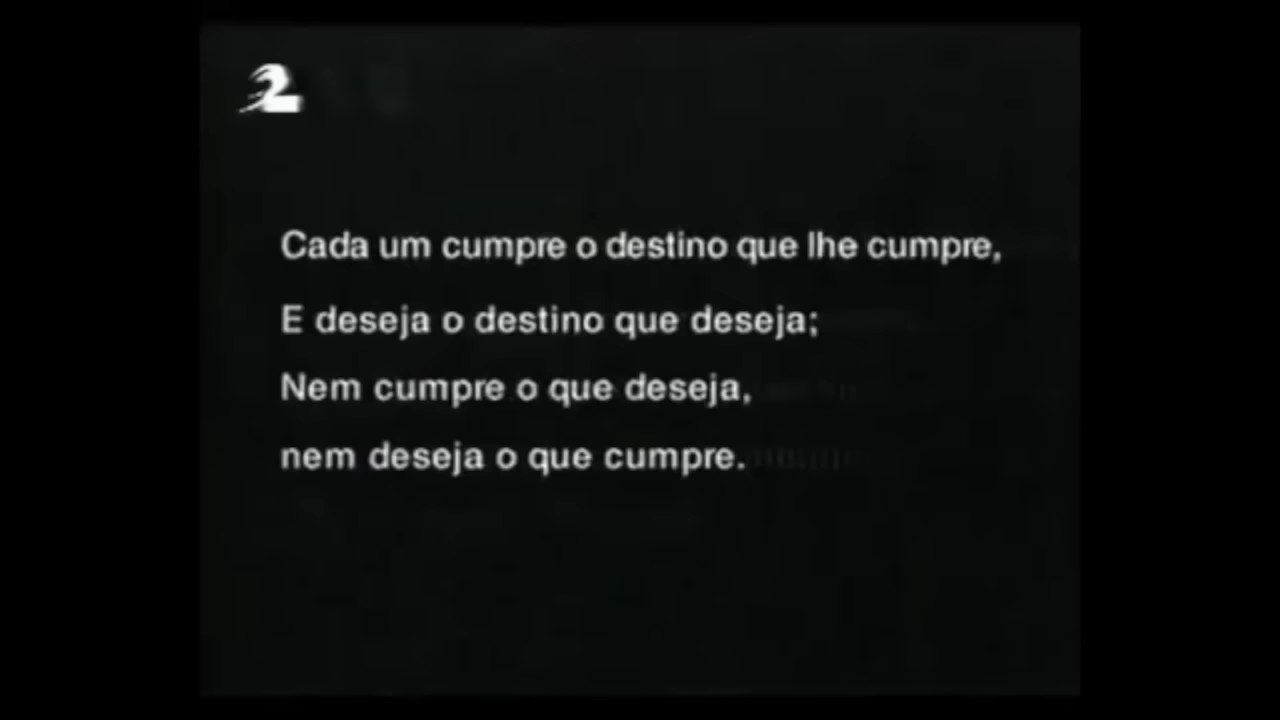 2
Cada um cumpre o destino que lhe cumpre,
E deseja o destino que deseja;
Nem cumpre o que deseja,
nem deseja o que cumpre.